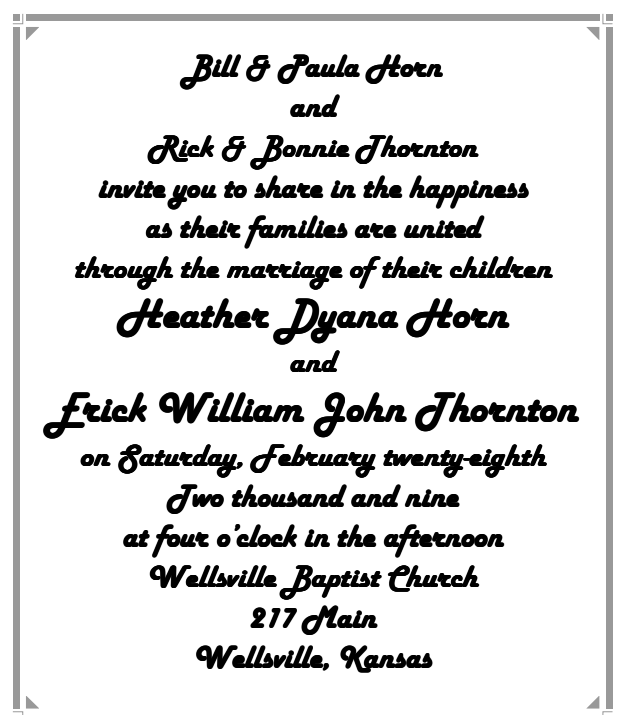 Bill & Paula Horn
and
Rick & Bonnie Thornton
invite you to share in the happiness
as their families are united
through the marriage of their children
Heather Dyana Horn
and
Erick William John Thornton
on Saturday, February twenty-eighth
Two thousand and nine
at four o'clock in the afternoon
Wellsville Baptist Church
217 Main
Wellsville, Kansas